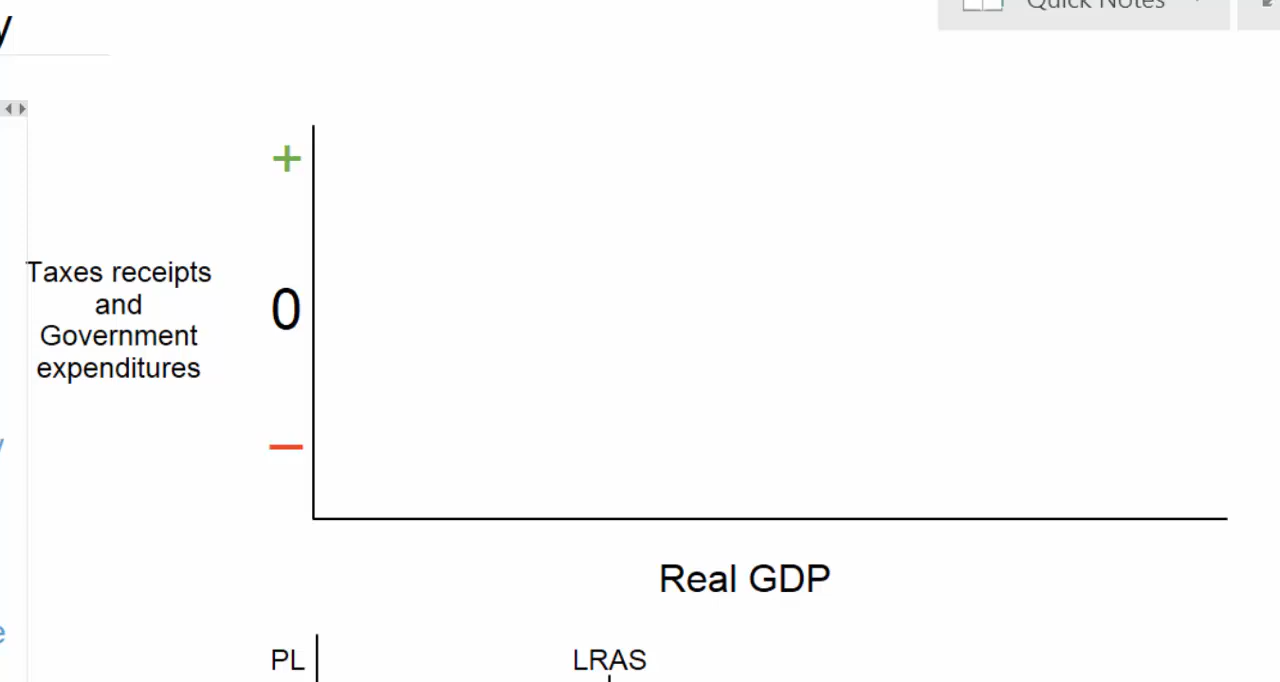 Quick Notes
y
+
Taxes receipts
and
Government
expenditures
0
−
y
Real GDP
e
PL
LRAS